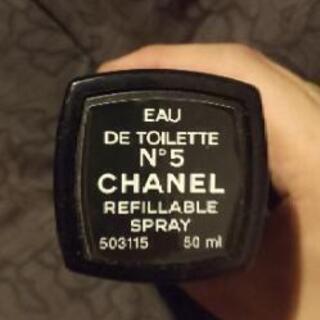 EAU
DE TOILETTE
N°5
CHANEL
REFILLABLE
SPRAY
503115 50 ml